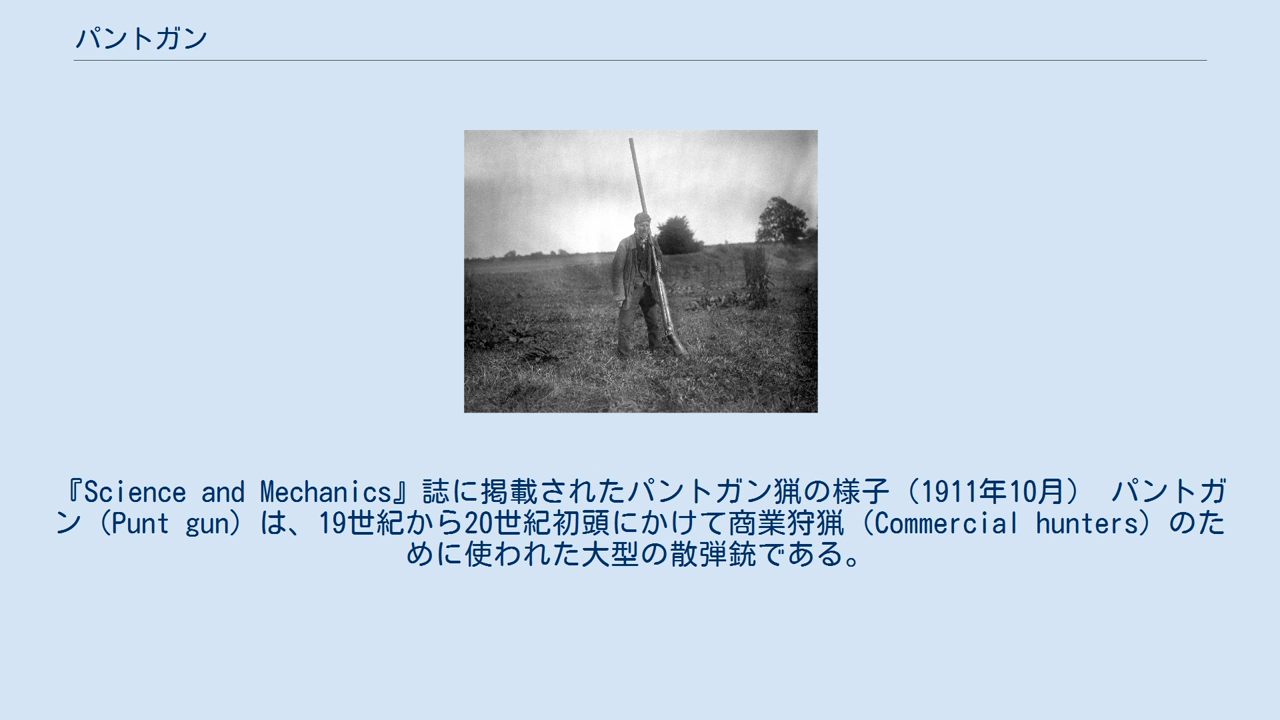 パントガン
『Science and Mechanics』誌に掲載されたパントガン猟の様子（1911年10月） パントガ
ン（Punt gun）は、19世紀から20世紀初頭にかけて商業狩猟（Commercial hunters）のた
めに使われた大型の散弾銃である。